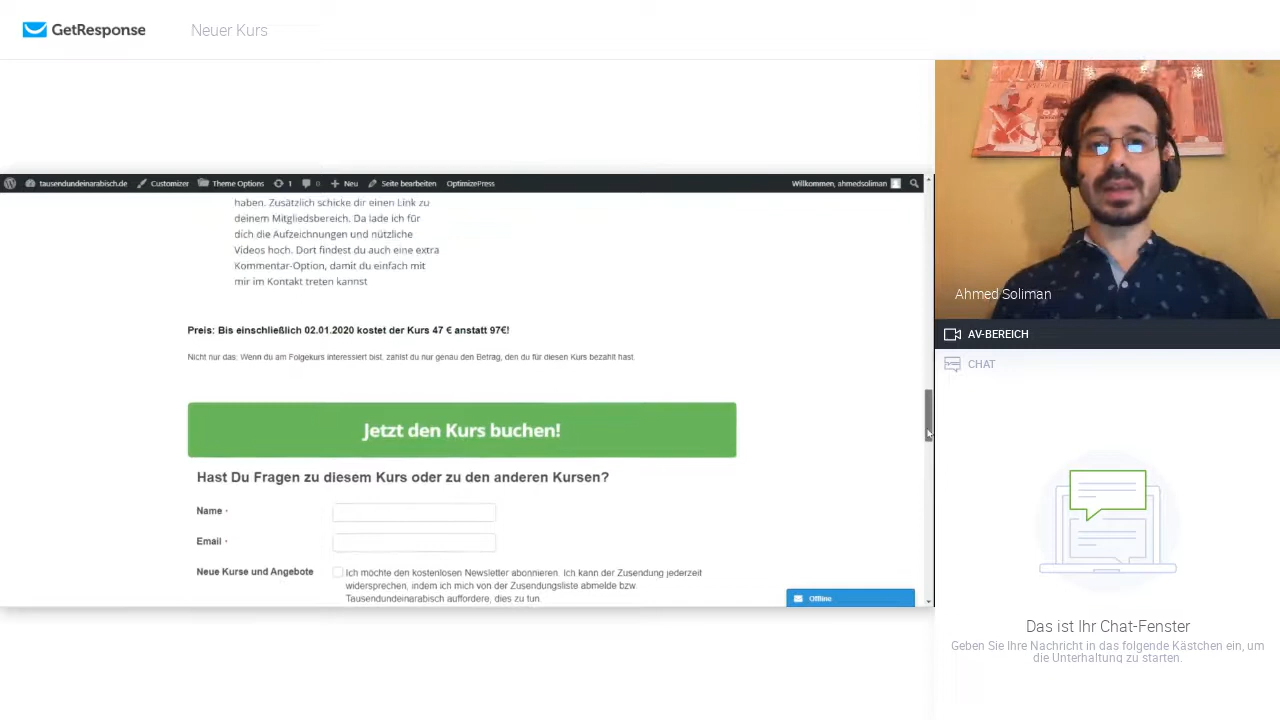 GetResponse
Neuer Kurs
tausendundeinarabisch.de Customizer Theme Options 1 0 Neu Seite bearbeiten OptimizePress Willkommen, ahmedsoliman
haben. Zusätzlich schicke dir einen Link zu
deinem Mitgliedsbereich. Da lade ich für
dich die Aufzeichnungen und nützliche
Videos hoch. Dort findest du auch eine extra
Kommentar-Option, damit du einfach mit
mir im Kontakt treten kannst
Preis: Bis einschließlich 02.01.2020 kostet der Kurs 47 € anstatt 97€!
Nicht nur das: Wenn du am Folgekurs interessiert bist, zahlst du nur genau den Betrag, den du für diesen Kurs bezahlt hast.
Jetzt den Kurs buchen!
Hast Du Fragen zu diesem Kurs oder zu den anderen Kursen?
Name *
Email *
Neue Kurse und Angebote
Ich möchte den kostenlosen Newsletter abonnieren. Ich kann der Zusendung jederzeit
widersprechen, indem ich mich von der Zusendungsliste abmelde bzw.
Tausendundeinarabisch auffordere, dies zu tun.
Offline
Ahmed Soliman
AV-BEREICH
CHAT
Das ist Ihr Chat-Fenster
Geben Sie Ihre Nachricht in das folgende Kästchen ein, um
die Unterhaltung zu starten.